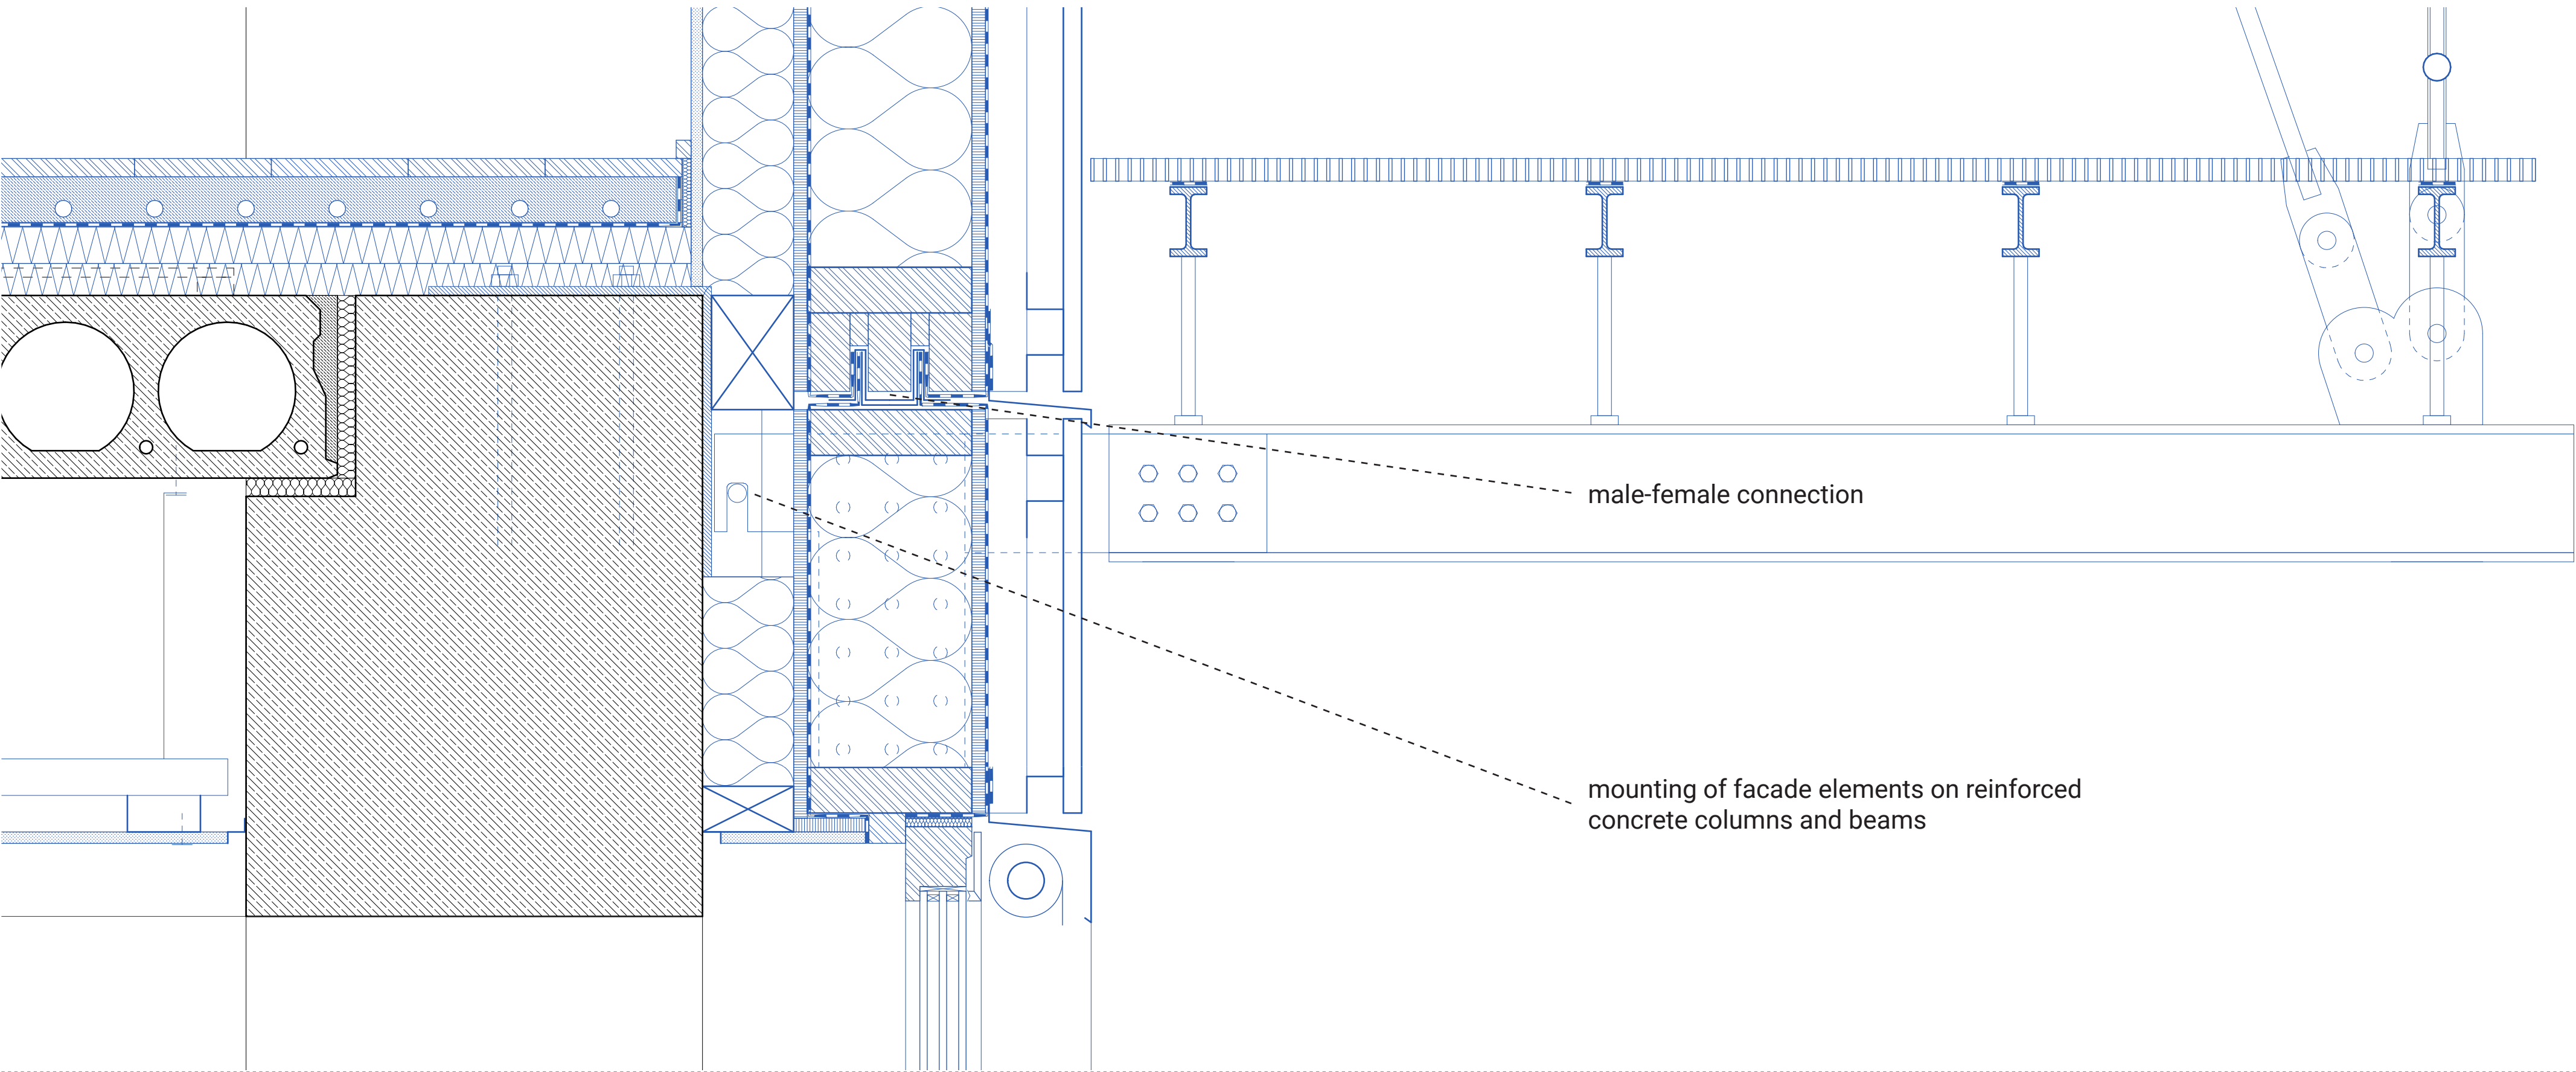 male-female connection
mounting of facade elements on reinforced
concrete columns and beams